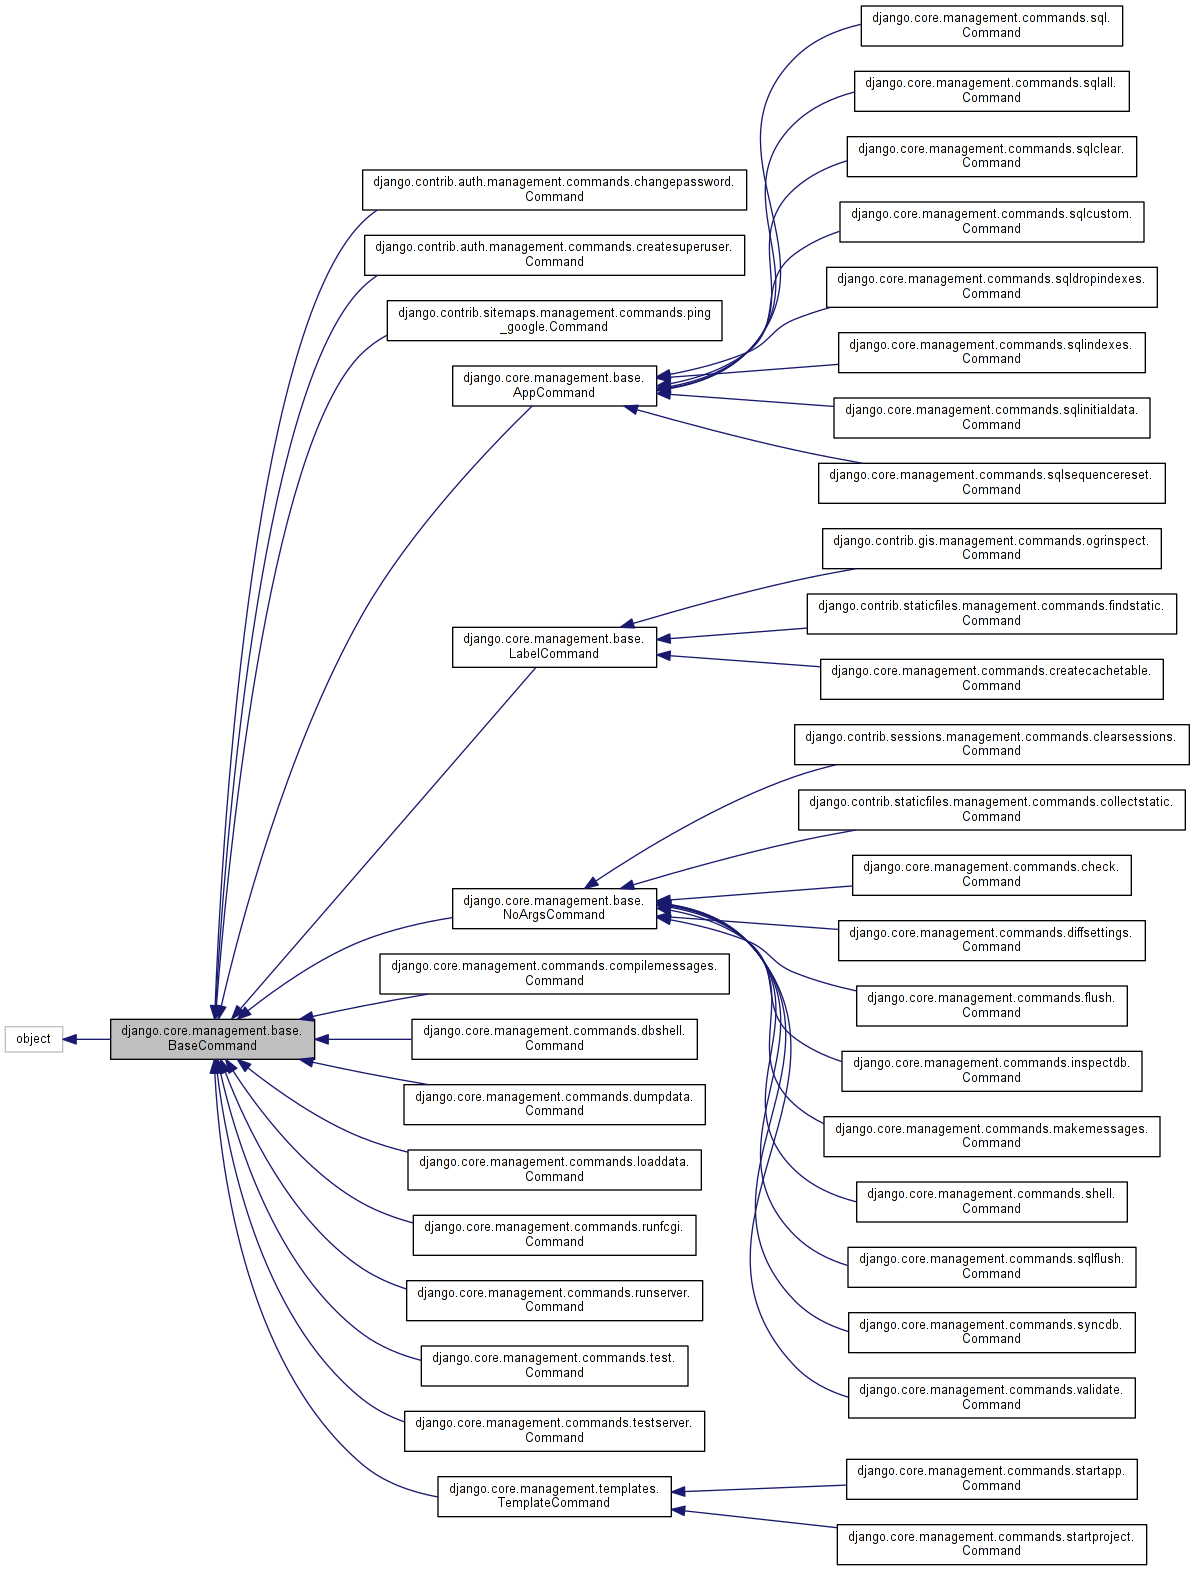 django.core.management.commands.sql.
Command
django.core.management.commands.sqlall.
Command
django.core.management.commands.sqlclear.
Command
django.contrib.auth.management.commands.changepassword.
Command
django.core.management.commands.sqlcustom.
Command
django.contrib.auth.management.commands.createsuperuser.
Command
django.core.management.commands.sqldropindexes.
Command
django.contrib.sitemaps.management.commands.ping
_google.Command
django.core.management.commands.sqlindexes.
Command
django.core.management.base.
AppCommand
django.core.management.commands.sqlinitialdata.
Command
django.core.management.commands.sqlsequencereset.
Command
django.contrib.gis.management.commands.ogrinspect.
Command
django.contrib.staticfiles.management.commands.findstatic.
Command
django.core.management.base.
LabelCommand
django.core.management.commands.createcachetable.
Command
django.contrib.sessions.management.commands.clearsessions.
Command
django.contrib.staticfiles.management.commands.collectstatic.
Command
django.core.management.commands.check.
Command
django.core.management.base.
NoArgsCommand
django.core.management.commands.diffsettings.
Command
django.core.management.commands.compilemessages.
Command
django.core.management.commands.flush.
Command
object
django.core.management.base.
BaseCommand
django.core.management.commands.dbshell.
Command
django.core.management.commands.inspectdb.
Command
django.core.management.commands.dumpdata.
Command
django.core.management.commands.makemessages.
Command
django.core.management.commands.loaddata.
Command
django.core.management.commands.shell.
Command
django.core.management.commands.runfcgi.
Command
django.core.management.commands.sqlflush.
Command
django.core.management.commands.runserver.
Command
django.core.management.commands.syncdb.
Command
django.core.management.commands.test.
Command
django.core.management.commands.validate.
Command
django.core.management.commands.testserver.
Command
django.core.management.commands.startapp.
Command
django.core.management.templates.
TemplateCommand
django.core.management.commands.startproject.
Command